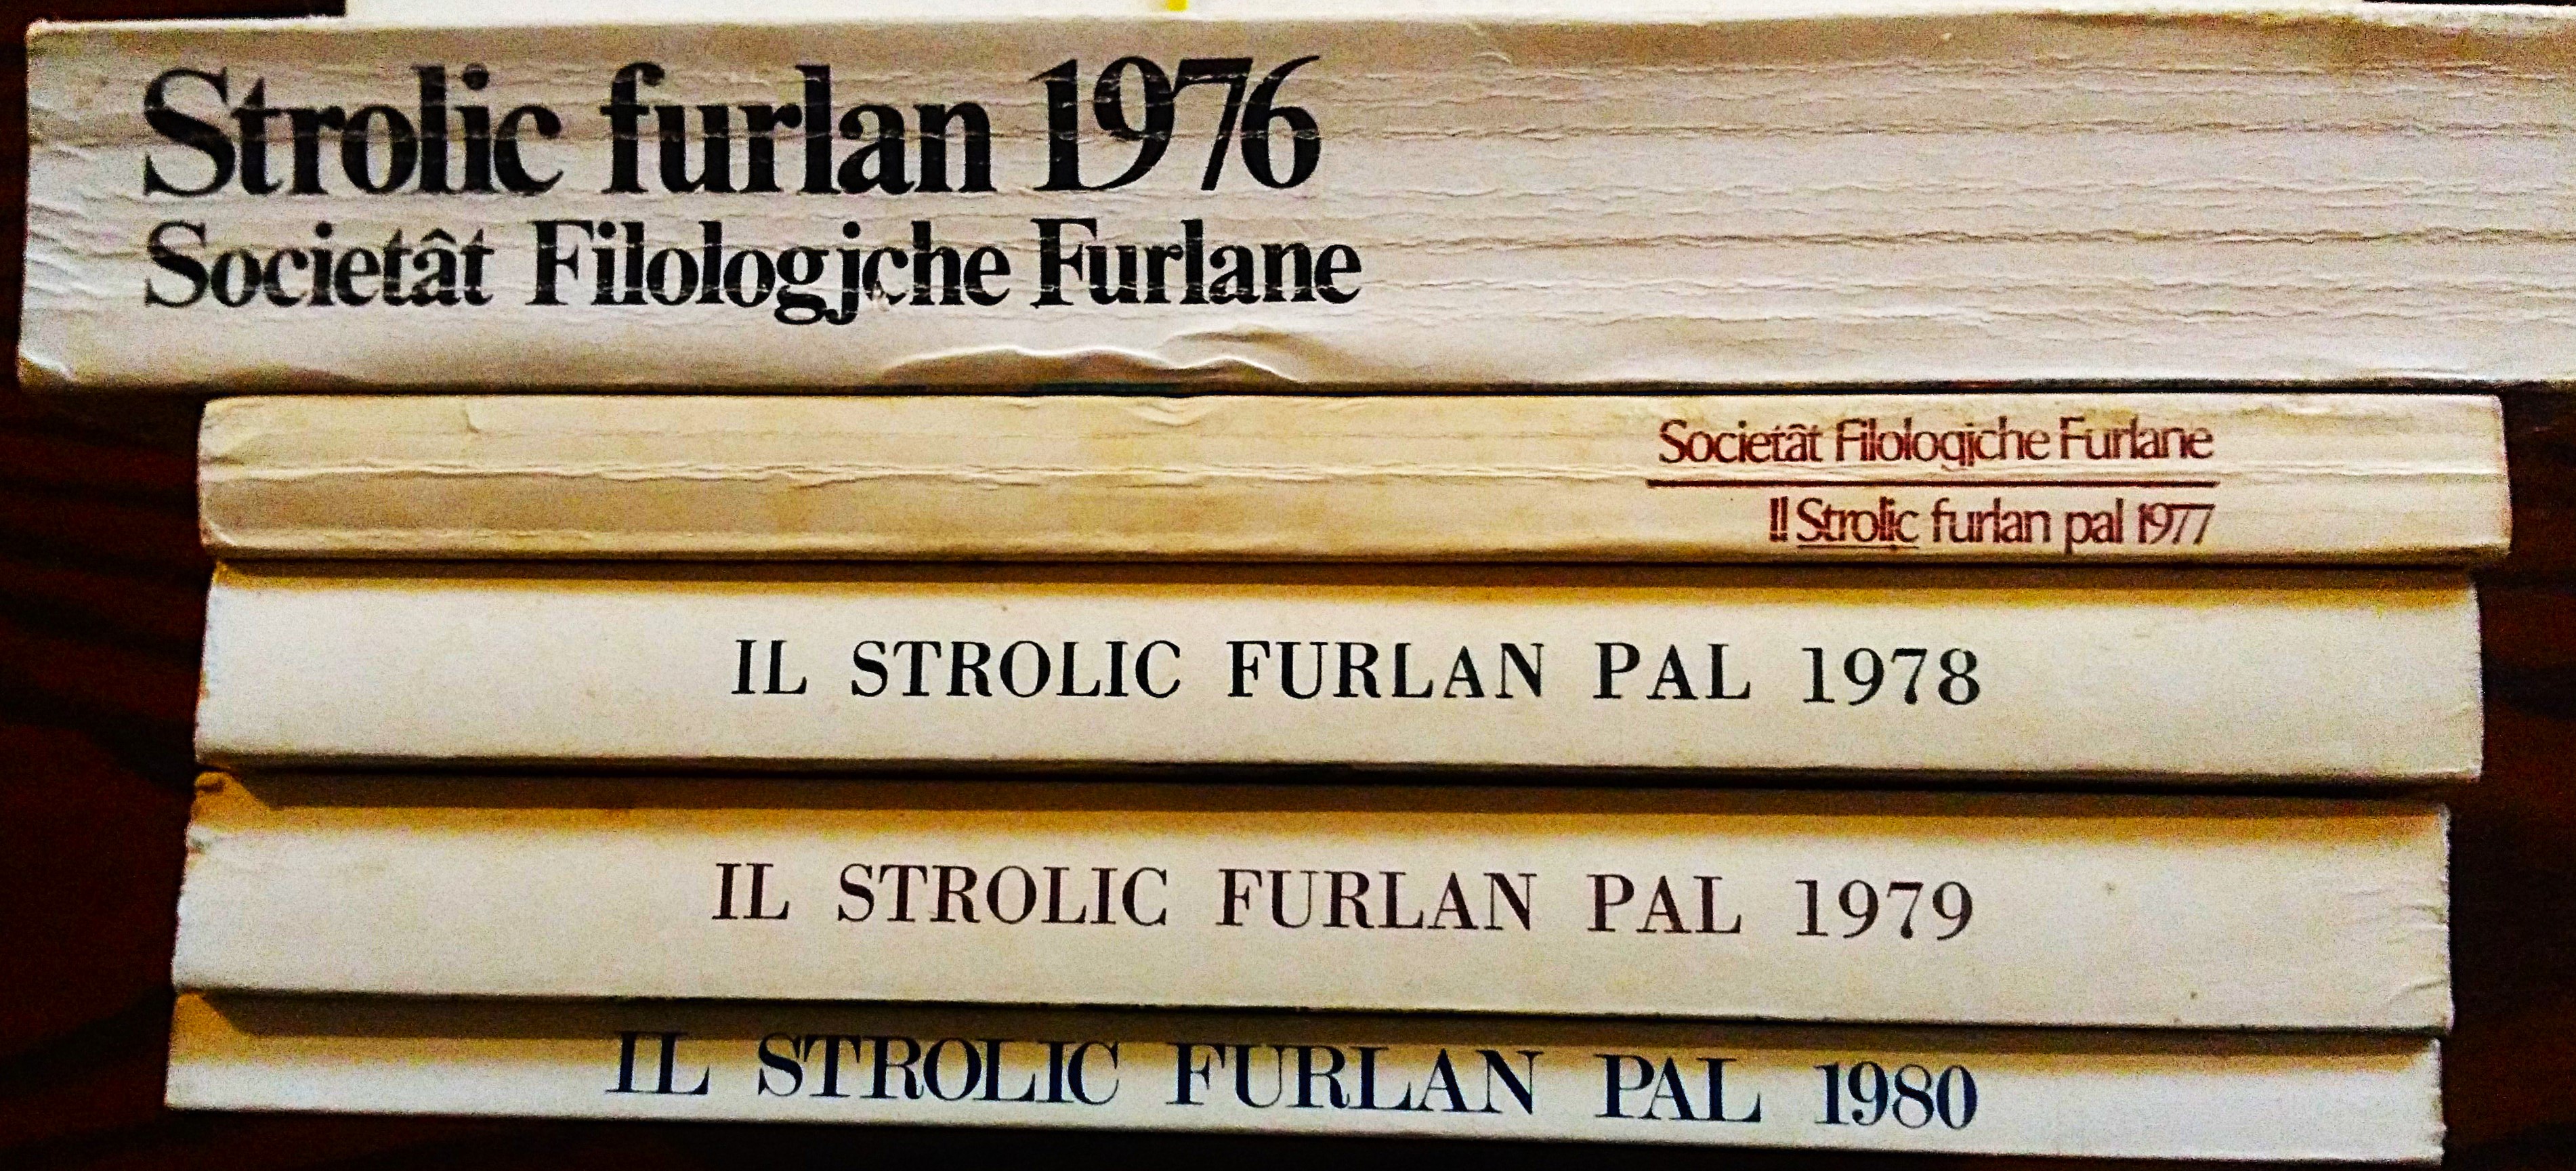 Strolic furlan 1976
Societât Filologjche Furlane
Societât Filologjche Furlane
Il Strolic furlan pal 1977
IL STROLIC FURLAN PAL 1978
IL STROLIC FURLAN PAL 1979
IL STROLIC FURLAN PAL 1980